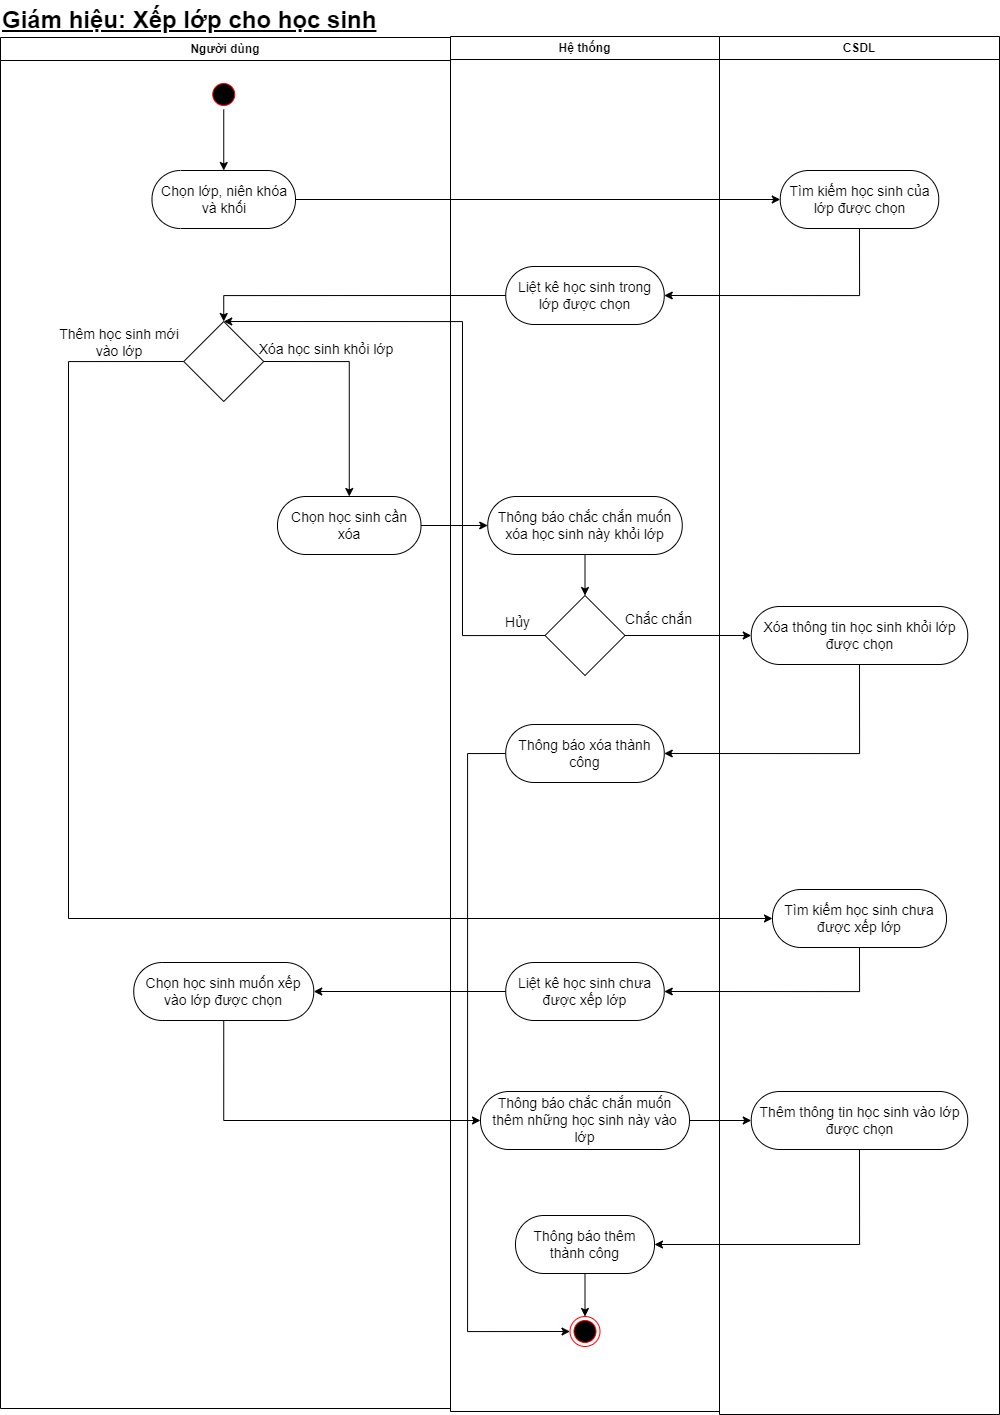 Giám hiệu: Xếp lớp cho học sinh
Người dùng
Hệ thống
CSDL
Chọn lớp, niên khóa
và khối
Tìm kiếm học sinh của
lớp được chọn
Liệt kê học sinh trong
lớp được chọn
Thêm học sinh mới
vào lớp
Xóa học sinh khỏi lớp
Chọn học sinh cần
xóa
Thông báo chắc chắn muốn
xóa học sinh này khỏi lớp
Hủy
Chắc chắn
Xóa thông tin học sinh khỏi lớp
được chọn
Thông báo xóa thành
công
Tìm kiếm học sinh chưa
được xếp lớp
Chọn học sinh muốn xếp
vào lớp được chọn
Liệt kê học sinh chưa
được xếp lớp
Thông báo chắc chắn muốn
thêm những học sinh này vào
lớp
Thêm thông tin học sinh vào lớp
được chọn
Thông báo thêm
thành công